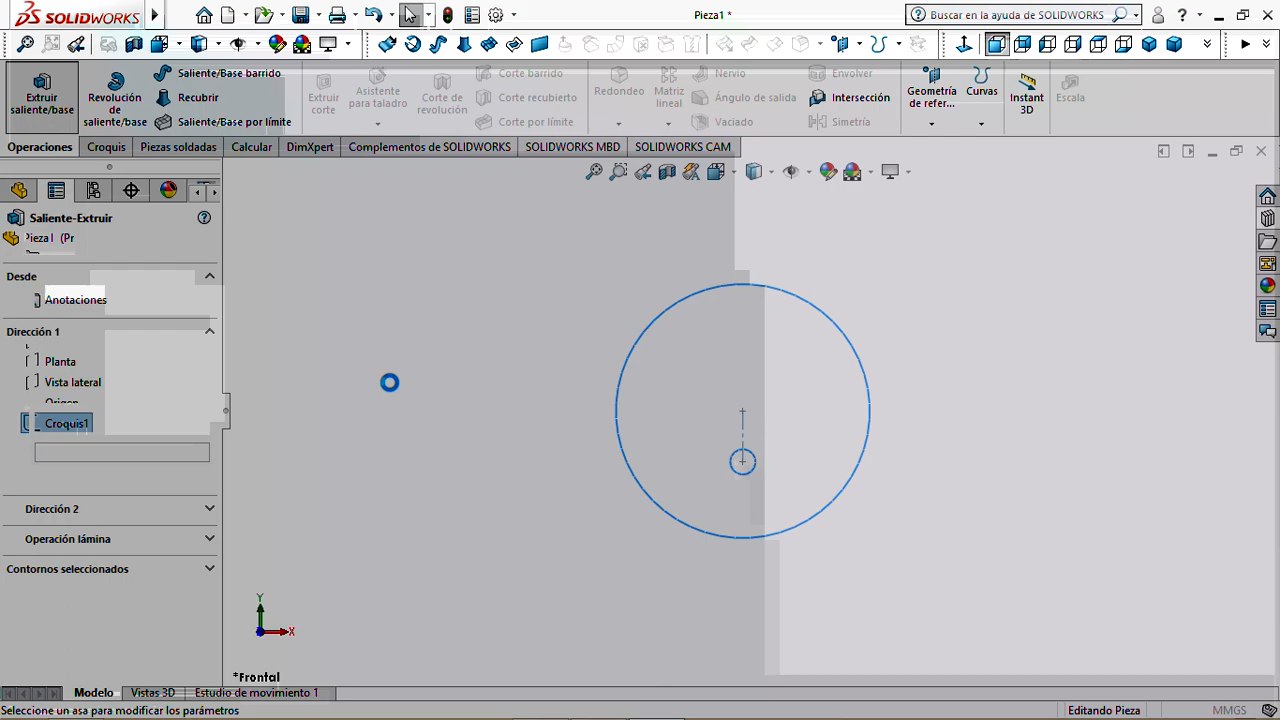 SOLIDWORKS
Pieza1 *
Buscar en la ayuda de SOLIDWORKS
Extruir saliente/base
Revolución de saliente/base
Saliente/Base barrido
Recubrir
Saliente/Base por límite
Extruir corte
Asistente para taladro
Corte de revolución
Corte barrido
Corte recubierto
Corte por límite
Redondeo
Matriz lineal
Nervio
Ángulo de salida
Vaciado
Envolver
Intersección
Simetría
Geometría de refer...
Curvas
Instant 3D
Escala
Operaciones
Croquis
Piezas soldadas
Calcular
DimXpert
Complementos de SOLIDWORKS
SOLIDWORKS MBD
SOLIDWORKS CAM
Saliente-Extruir
Desde
Anotaciones
Dirección 1
Planta
Vista lateral
Croquis1
Dirección 2
Operación lámina
Contornos seleccionados
Y
X
*Frontal
Modelo
Vistas 3D
Estudio de movimiento 1
Seleccione un asa para modificar los parámetros
Editando Pieza
MMGS